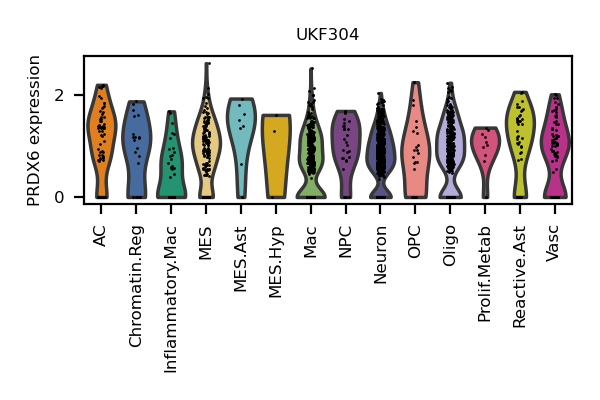 UKF304
PRDX6 expression
2
0
AC
Chromatin.Reg
Inflammatory.Mac
MES
MES.Ast
MES.Hyp
Mac
NPC
Neuron
OPC
Oligo
Prolif.Metab
Reactive.Ast
Vasc